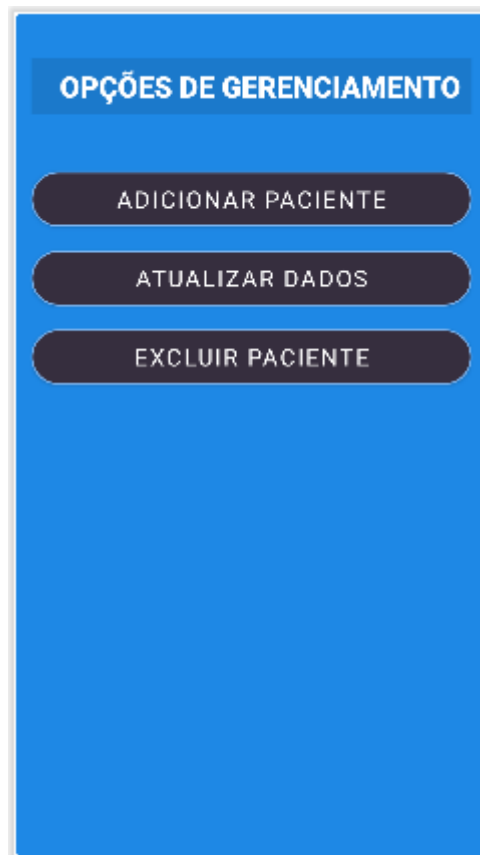 OPÇÕES DE GERENCIAMENTO
ADICIONAR PACIENTE
ATUALIZAR DADOS
EXCLUIR PACIENTE